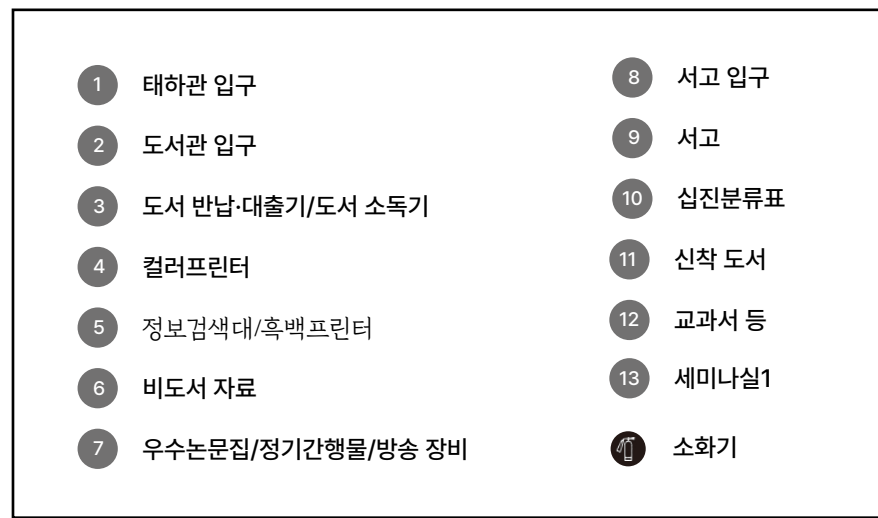 1 태하관 입구
2 도서관 입구
3 도서 반납·대출기/도서 소독기
4 컬러프린터
5 정보검색대/흑백프린터
6 비도서 자료
7 우수논문집/정기간행물/방송 장비
8 서고 입구
9 서고
10 십진분류표
11 신착 도서
12 교과서 등
13 세미나실1
소화기